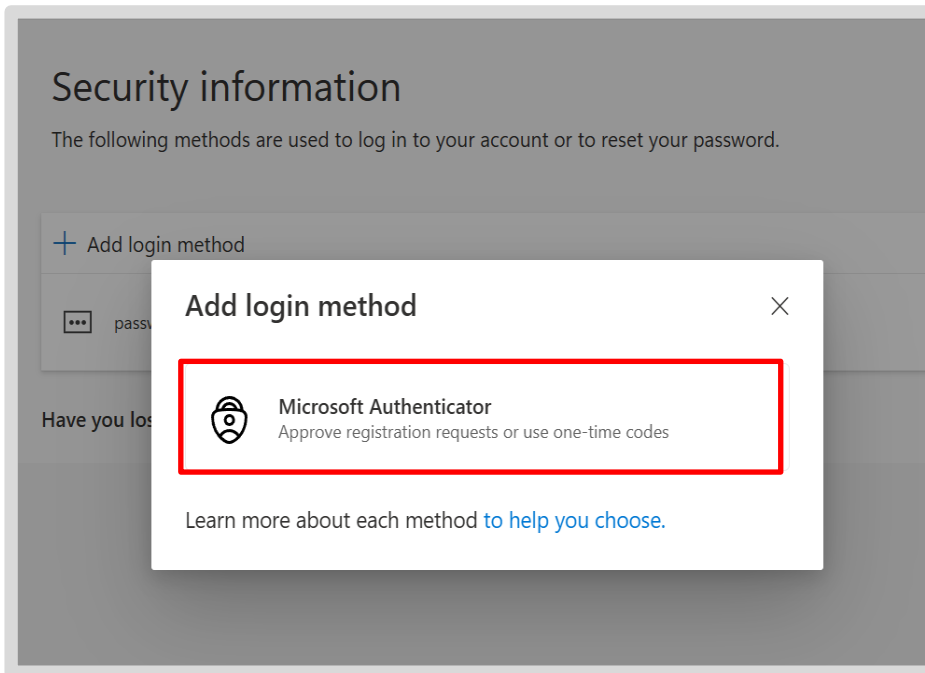 Security information
The following methods are used to log in to your account or to reset your password.
Add login method
Add login method
Microsoft Authenticator
Approve registration requests or use one-time codes
Have you
Learn more about each method to help you choose.